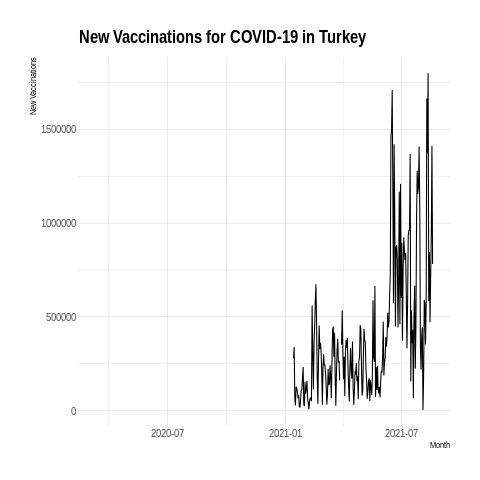 New Vaccinations for COVID-19 in Turkey
New Vaccinations
1500000
1000000
500000
0
2020-07 2021-01 2021-07
Month